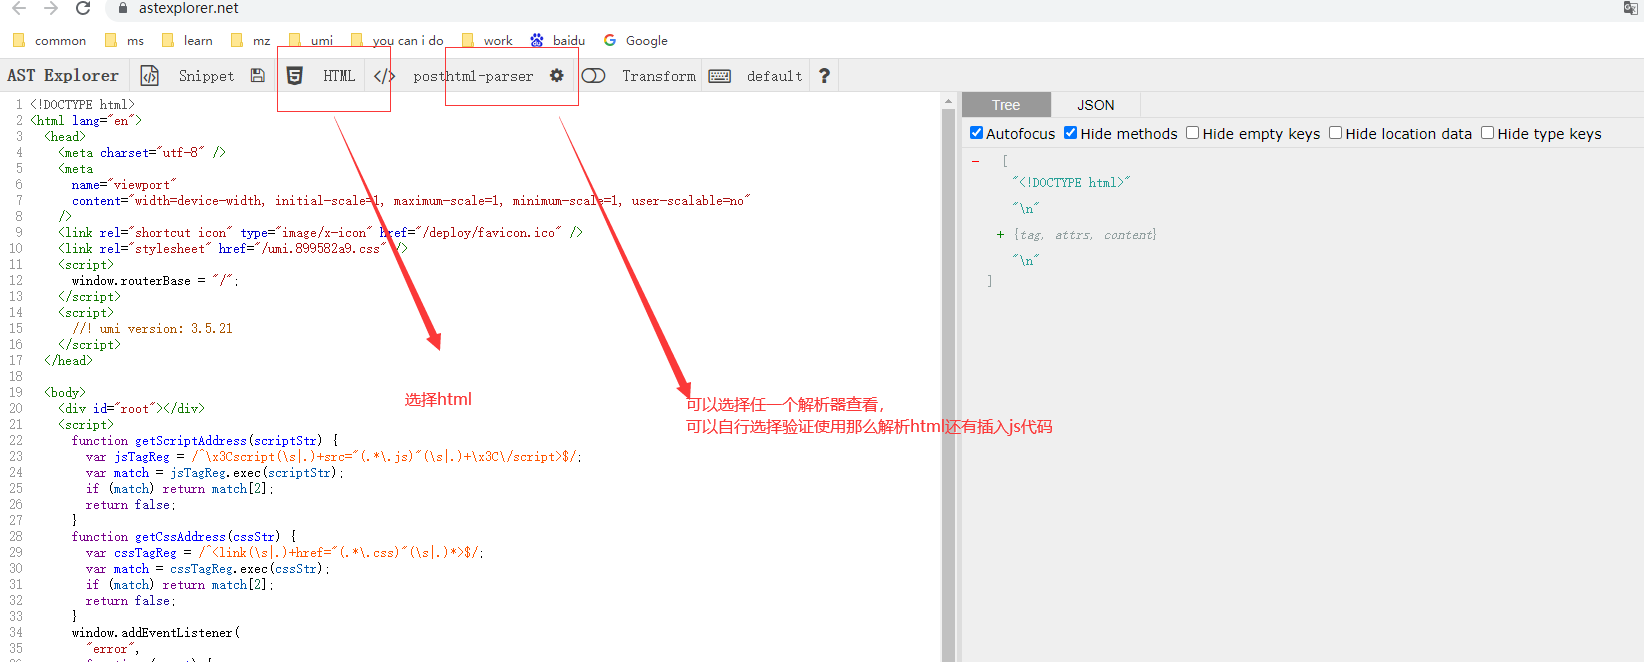 astexplorer.net
common ms learn mz umi you can i do work baidu Google
AST Explorer Snippet HTML </> posthtml-parser Transform default ?
Tree JSON
Autofocus Hide methods Hide empty keys Hide location data Hide type keys
1 <!DOCTYPE html>
2 <html lang="en">
3 <head>
4 <meta charset="utf-8" />
5 <meta
6 name="viewport"
7 content="width=device-width, initial-scale=1, maximum-scale=1, minimum-scale=1, user-scalable=no"
8 />
9 <link rel="shortcut icon" type="image/x-icon" href="/deploy/favicon.ico" />
10 <link rel="stylesheet" href="/umi.899582a9.css" />
11 <script>
12 window.routerBase = "/";
13 </script>
14 <script>
15 //! umi version: 3.5.21
16 </script>
17 </head>
18
19 <body>
20 <div id="root"></div>
21 <script>
22 function getScriptAddress(scriptStr) {
23 var jsTagReg = /^\x3Cscript(\s|.)+src="(.*\.js)"(\s|.)+\x3C\/script>$/;
24 var match = jsTagReg.exec(scriptStr);
25 if (match) return match[2];
26 return false;
27 }
28 function getCssAddress(cssStr) {
29 var cssTagReg = /^<link(\s|.)+href="(.*\.css)"(\s|.)*>$/;
30 var match = cssTagReg.exec(cssStr);
31 if (match) return match[2];
32 return false;
33 }
34 window.addEventListener(
35 "error",
- [
"<!DOCTYPE html>"
"\n"
+ {tag, attrs, content}
"\n"
]
选择html
可以选择任一个解析器查看，
可以自行选择验证使用那么解析html还有插入js代码